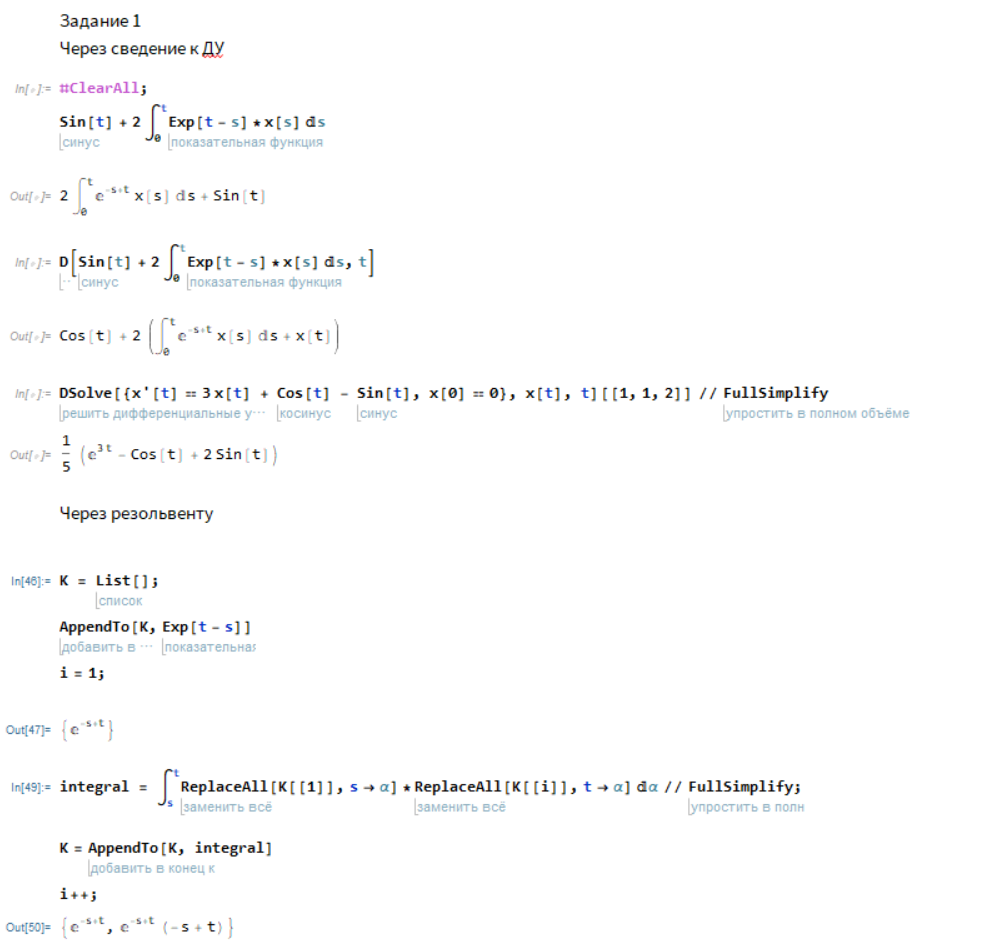 Задание 1
Через сведение к ДУ
In[◦]:= #ClearAll;
Sin[t] + 2 ∫₀ᵗ Exp[t - s] * x[s] ⅆs
синус показательная функция
Out[◦]= 2 ∫₀ᵗ ⅇ^(-s+t) x[s] ⅆs + Sin[t]
In[◦]:= D[Sin[t] + 2 ∫₀ᵗ Exp[t - s] * x[s] ⅆs, t]
⋯ синус показательная функция
Out[◦]= Cos[t] + 2 (∫₀ᵗ ⅇ^(-s+t) x[s] ⅆs + x[t])
In[◦]:= DSolve[{x'[t] == 3 x[t] + Cos[t] - Sin[t], x[0] == 0}, x[t], t][[1, 1, 2]] // FullSimplify
решить дифференциальные у⋯ косинус синус упростить в полном объёме
Out[◦]= 1/5 (ⅇ^(3 t) - Cos[t] + 2 Sin[t])
Через резольвенту
In[46]:= K = List[];
список
AppendTo[K, Exp[t - s]]
добавить в ⋯ показательная
i = 1;
Out[47]= {ⅇ^(-s+t)}
In[49]:= integral = ∫ₛᵗ ReplaceAll[K[[1]], s → α] * ReplaceAll[K[[i]], t → α] ⅆα // FullSimplify;
заменить всё заменить всё упростить в полн
K = AppendTo[K, integral]
добавить в конец к
i++;
Out[50]= {ⅇ^(-s+t), ⅇ^(-s+t) (-s + t)}